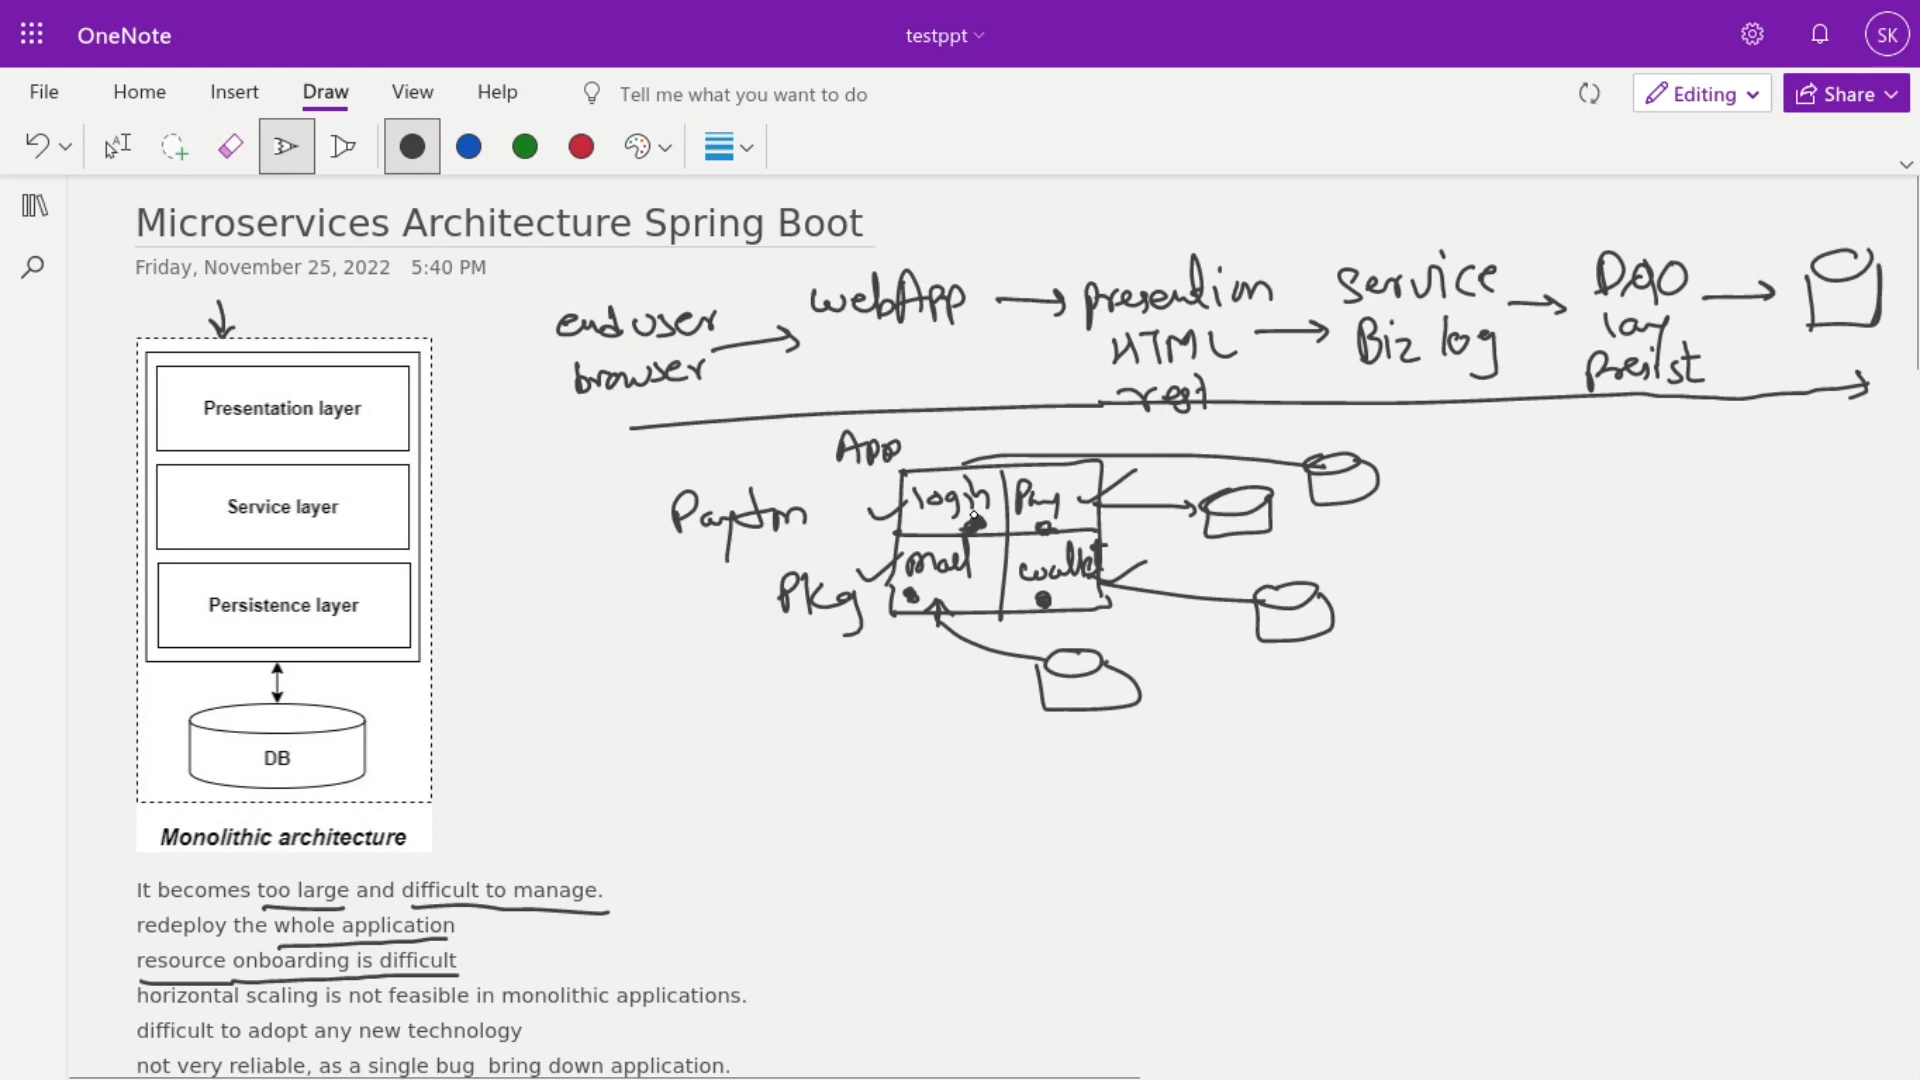 OneNote
testppt
SK
File Home Insert Draw View Help Tell me what you want to do
Editing
Share
Microservices Architecture Spring Boot
Friday, November 25, 2022 5:40 PM
end user
browser
webApp
presention
HTML
rest
Service
Biz log
DAO
lay
Presist
Presentation layer
Service layer
Persistence layer
DB
Monolithic architecture
App
Paytm
Pkg
login
Pay
mall
wallet
It becomes too large and difficult to manage.
redeploy the whole application
resource onboarding is difficult
horizontal scaling is not feasible in monolithic applications.
difficult to adopt any new technology
not very reliable, as a single bug bring down application.